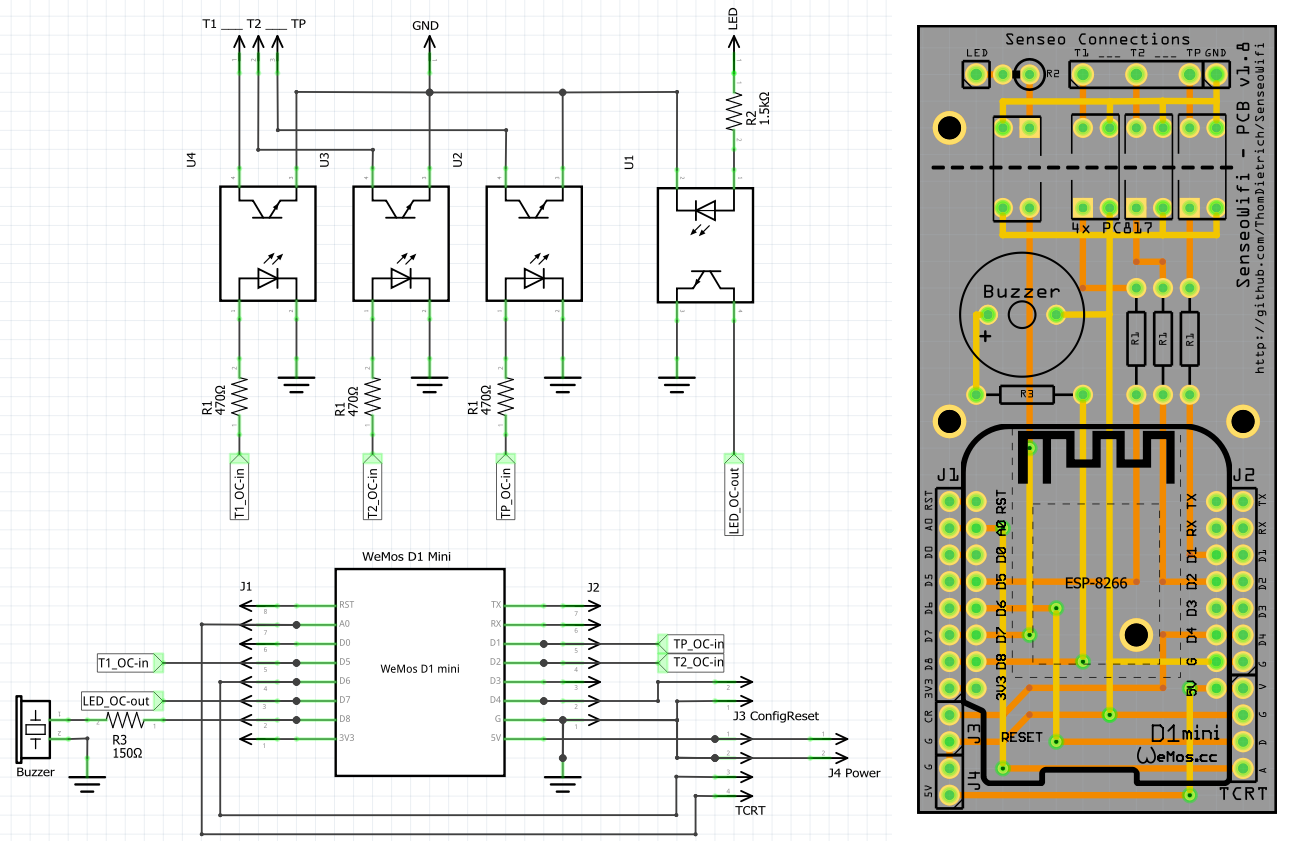 T1 ___ T2 ___ TP
GND
LED
R2
1.5kΩ
U4
U3
U2
U1
R1
470Ω
R1
470Ω
R1
470Ω
T1_OC-in
T2_OC-in
TP_OC-in
LED_OC-out
WeMos D1 Mini
J1
J2
RST
A0
D0
D5
D6
D7
D8
3V3
TX
RX
D1
D2
D3
D4
G
5V
WeMos D1 mini
T1_OC-in
LED_OC-out
TP_OC-in
T2_OC-in
R3
150Ω
Buzzer
J3 ConfigReset
J4 Power
TCRT
Senseo Connections
LED
R2
T1 ___ T2 ___ TP GND
SenseoWifi - PCB v1.8
http://github.com/ThomDietrich/SenseoWifi
4x PC817
Buzzer
+
R1
R1
R1
R3
J1
J2
RST RST TX TX
A0 A0 RX RX
D0 D0 D1 D1
D5 D5 ESP-8266 D2 D2
D6 D6 D3 D3
D7 D7 D4 D4
D8 D8 G G
3V3 3V3 5V V
CR G
G J3 RESET D1mini D
G J4 WeMos.cc A
5V TCRT